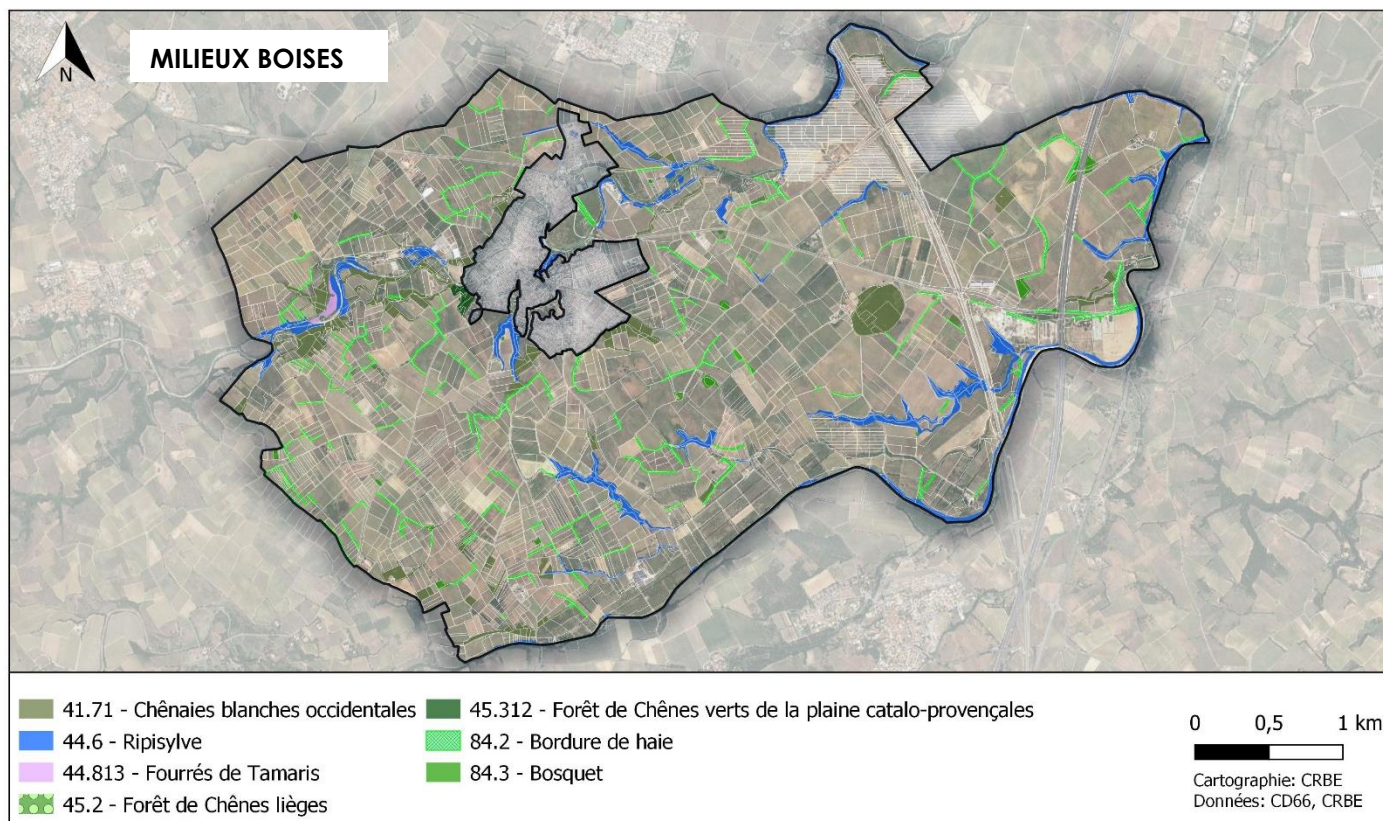 MILIEUX BOISES
N
41.71 - Chênaies blanches occidentales
44.6 - Ripisylve
44.813 - Fourrés de Tamaris
45.2 - Forêt de Chênes lièges
45.312 - Forêt de Chênes verts de la plaine catalo-provençales
84.2 - Bordure de haie
84.3 - Bosquet
0 0,5 1 km
Cartographie: CRBE
Données: CD66, CRBE